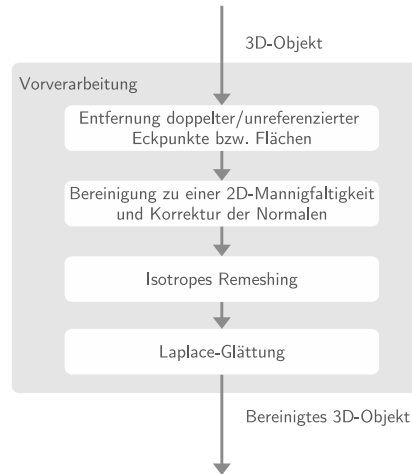 3D-Objekt
Vorverarbeitung
Entfernung doppelter/unreferenzierter
Eckpunkte bzw. Flächen
Bereinigung zu einer 2D-Mannigfaltigkeit
und Korrektur der Normalen
Isotropes Remeshing
Laplace-Glättung
Bereinigtes 3D-Objekt